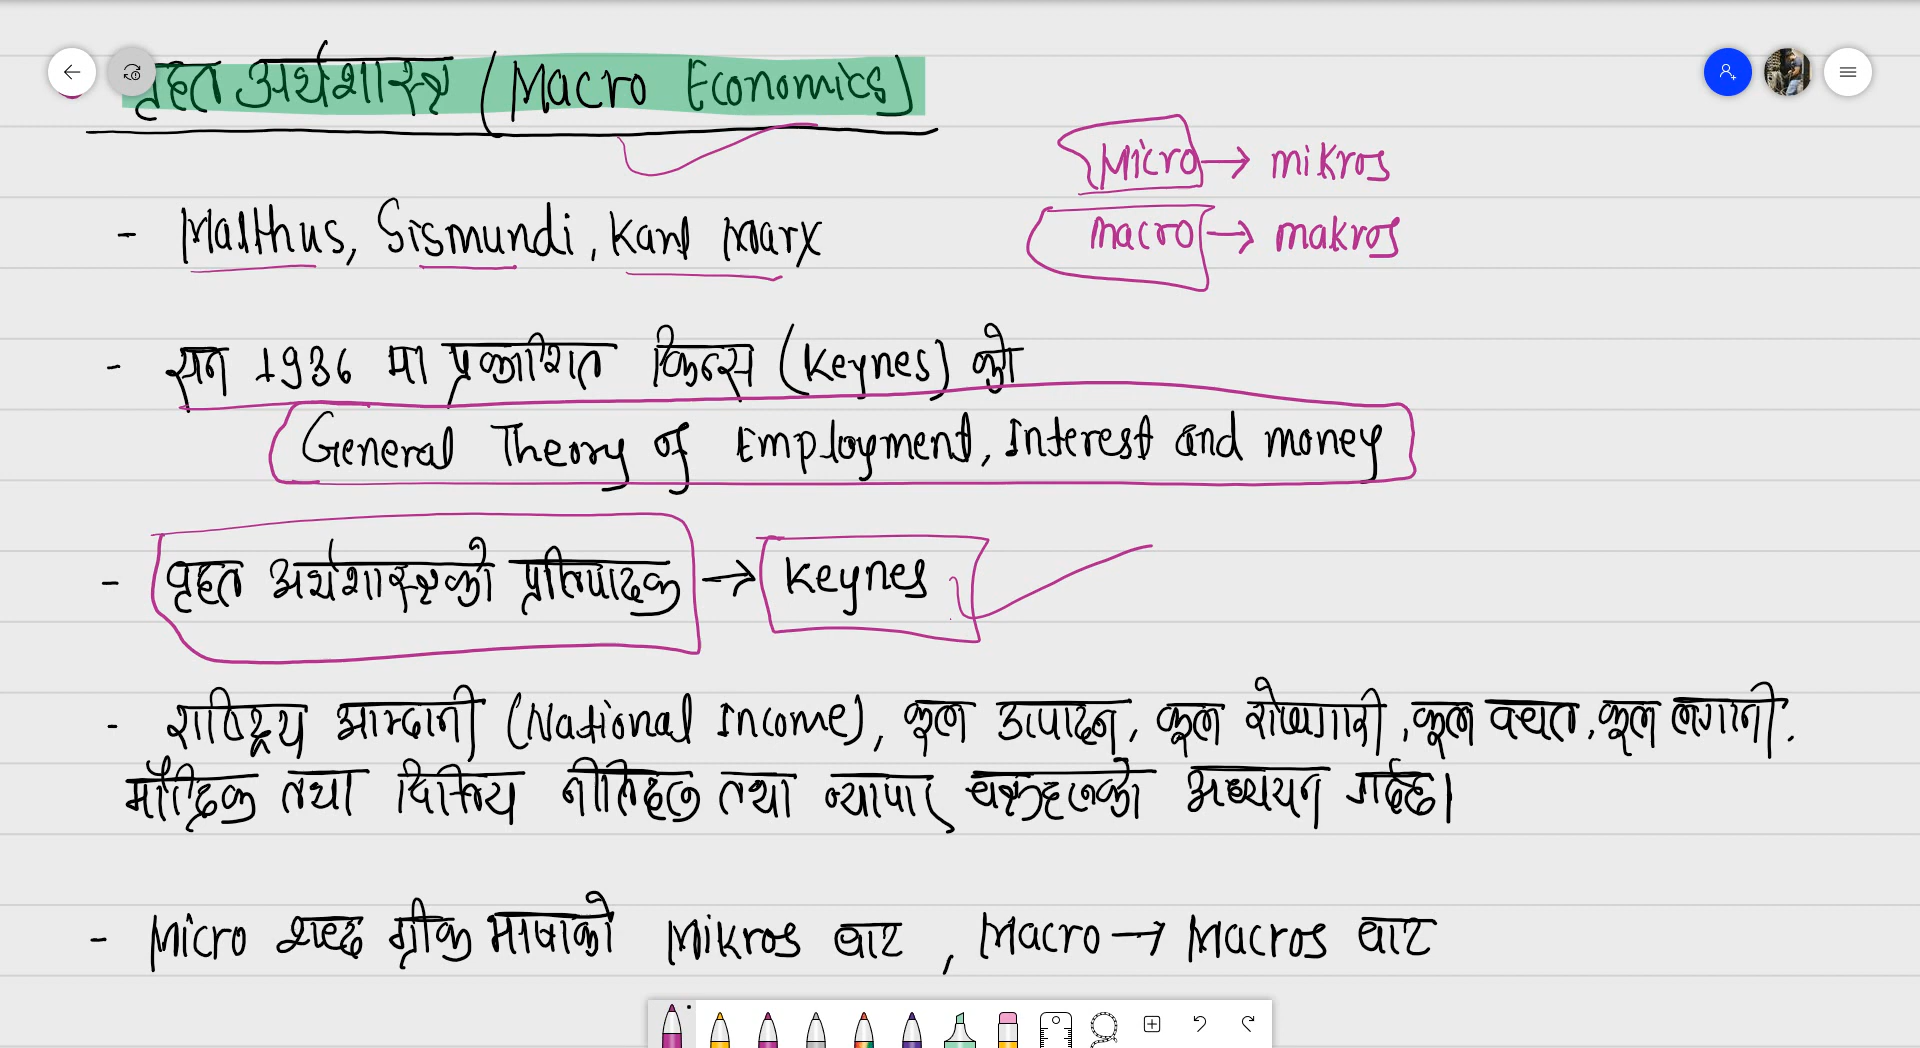 वृहत अर्थशास्त्र (Macro Economics)
Micro → mikros
macro → makros
- Malthus, Sismundi, Karl Marx
- सन 1936 मा प्रकाशित किन्स (Keynes) को
General Theory of Employment, Interest and money
- वृहत अर्थशास्त्रको प्रतिपादक → Keynes
- राष्ट्रिय आम्दानी (National Income), कूल उत्पादन, कूल रोजगारी, कूल बचत, कूल लगानी.
मौद्रिक तथा वित्तिय नीतिहरु तथा व्यापार चक्रहरुको अध्ययन गर्दछ।
- Micro शब्द ग्रीक भाषाको Mikros बाट, Macro → Macros बाट